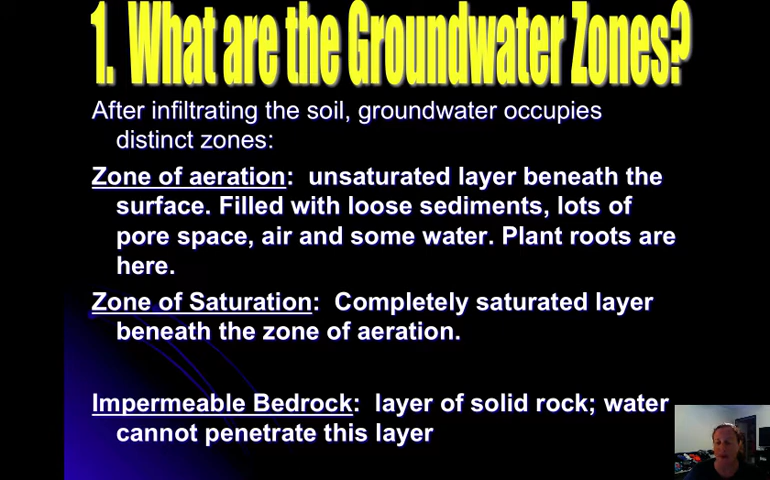 1. What are the Groundwater Zones?
After infiltrating the soil, groundwater occupies
distinct zones:
Zone of aeration: unsaturated layer beneath the
surface. Filled with loose sediments, lots of
pore space, air and some water. Plant roots are
here.
Zone of Saturation: Completely saturated layer
beneath the zone of aeration.
Impermeable Bedrock: layer of solid rock; water
cannot penetrate this layer